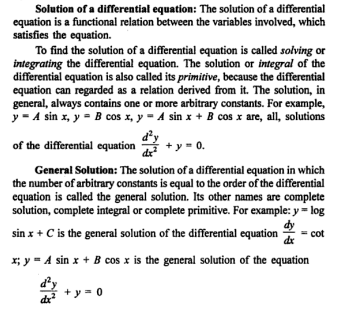 Solution of a differential equation: The solution of a differential
equation is a functional relation between the variables involved, which
satisfies the equation.
To find the solution of a differential equation is called solving or
integrating the differential equation. The solution or integral of the
differential equation is also called its primitive, because the differential
equation can regarded as a relation derived from it. The solution, in
general, always contains one or more arbitrary constants. For example,
y = A sin x, y = B cos x, y = A sin x + B cos x are, all, solutions
of the differential equation d²y/dx² + y = 0.
General Solution: The solution of a differential equation in which
the number of arbitrary constants is equal to the order of the differential
equation is called the general solution. Its other names are complete
solution, complete integral or complete primitive. For example: y = log
sin x + C is the general solution of the differential equation dy/dx = cot
x; y = A sin x + B cos x is the general solution of the equation
d²y/dx² + y = 0